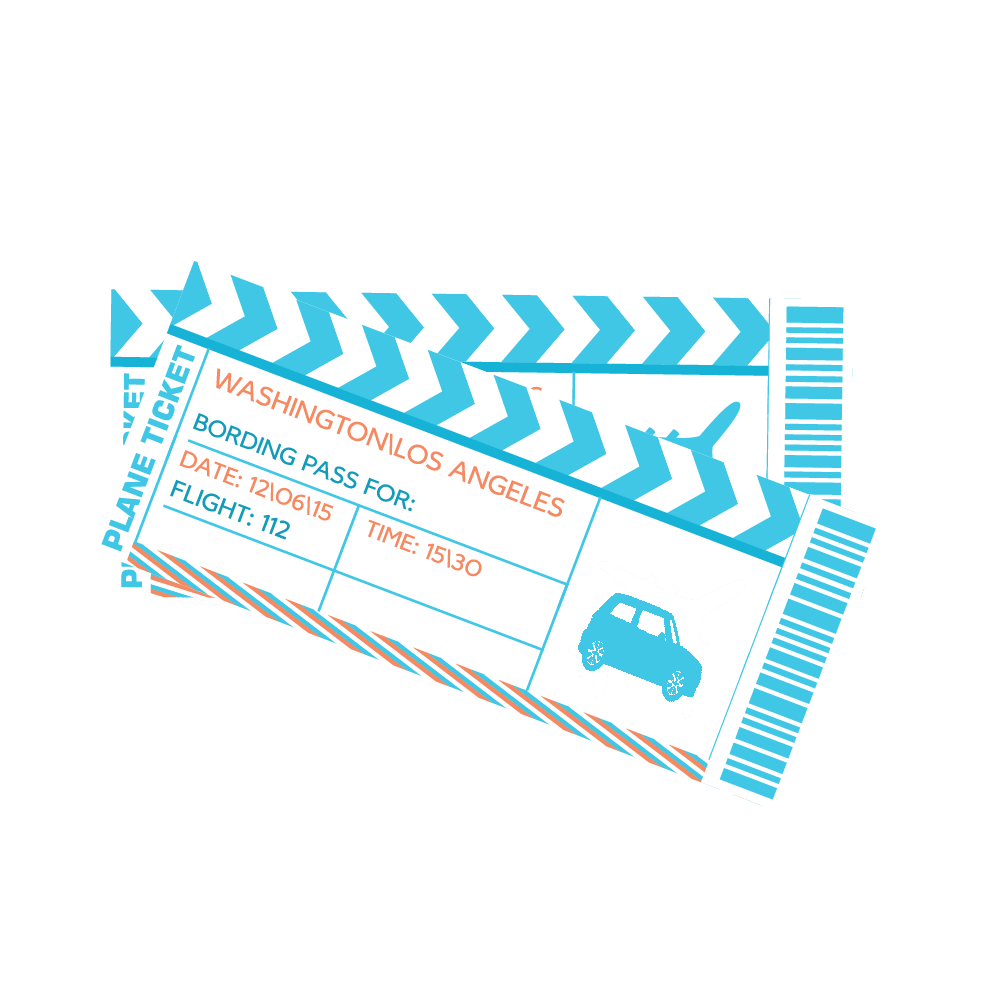 PLANE TICKET
WASHINGTON\LOS ANGELES
BORDING PASS FOR:
DATE: 12\06\15
TIME: 15\30
FLIGHT: 112